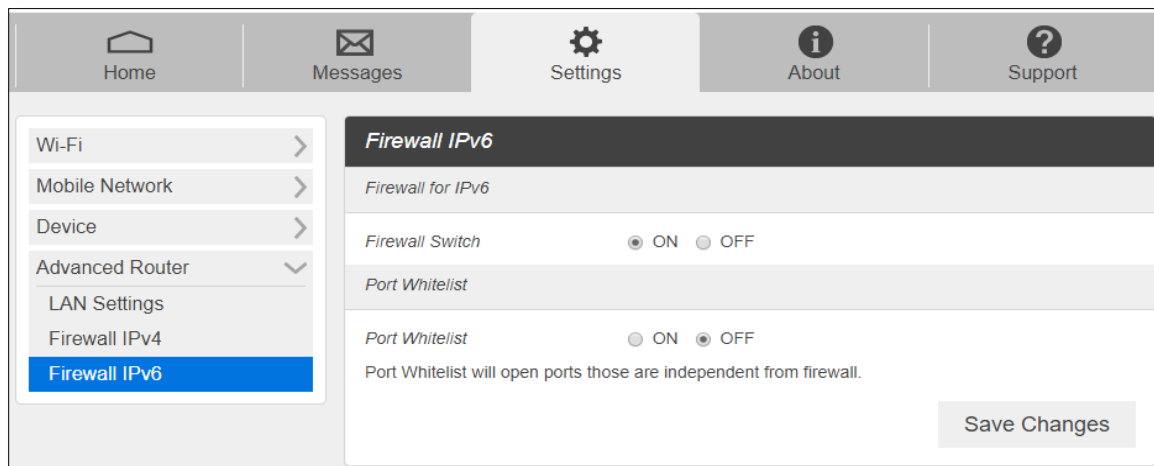 Home
Messages
Settings
About
Support
Wi-Fi
Mobile Network
Device
Advanced Router
LAN Settings
Firewall IPv4
Firewall IPv6
Firewall IPv6
Firewall for IPv6
Firewall Switch ON OFF
Port Whitelist
Port Whitelist ON OFF
Port Whitelist will open ports those are independent from firewall.
Save Changes